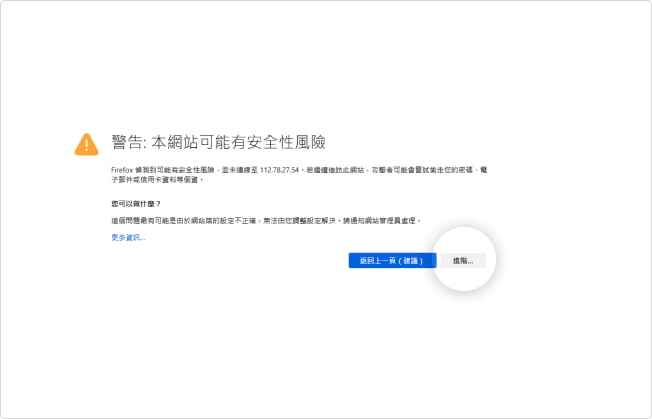 警告: 本網站可能有安全性風險
Firefox 偵測到可能有安全性風險，並未連線至 112.78.27.54。若繼續造訪此網站，攻擊者可能會嘗試偷走您的密碼、電
子郵件或信用卡資料等個資。
您可以做什麼？
這個問題最有可能是由於網站端的設定不正確，無法由您調整設定解決。請通知網站管理員處理。
更多資訊…
返回上一頁（建議） 進階…